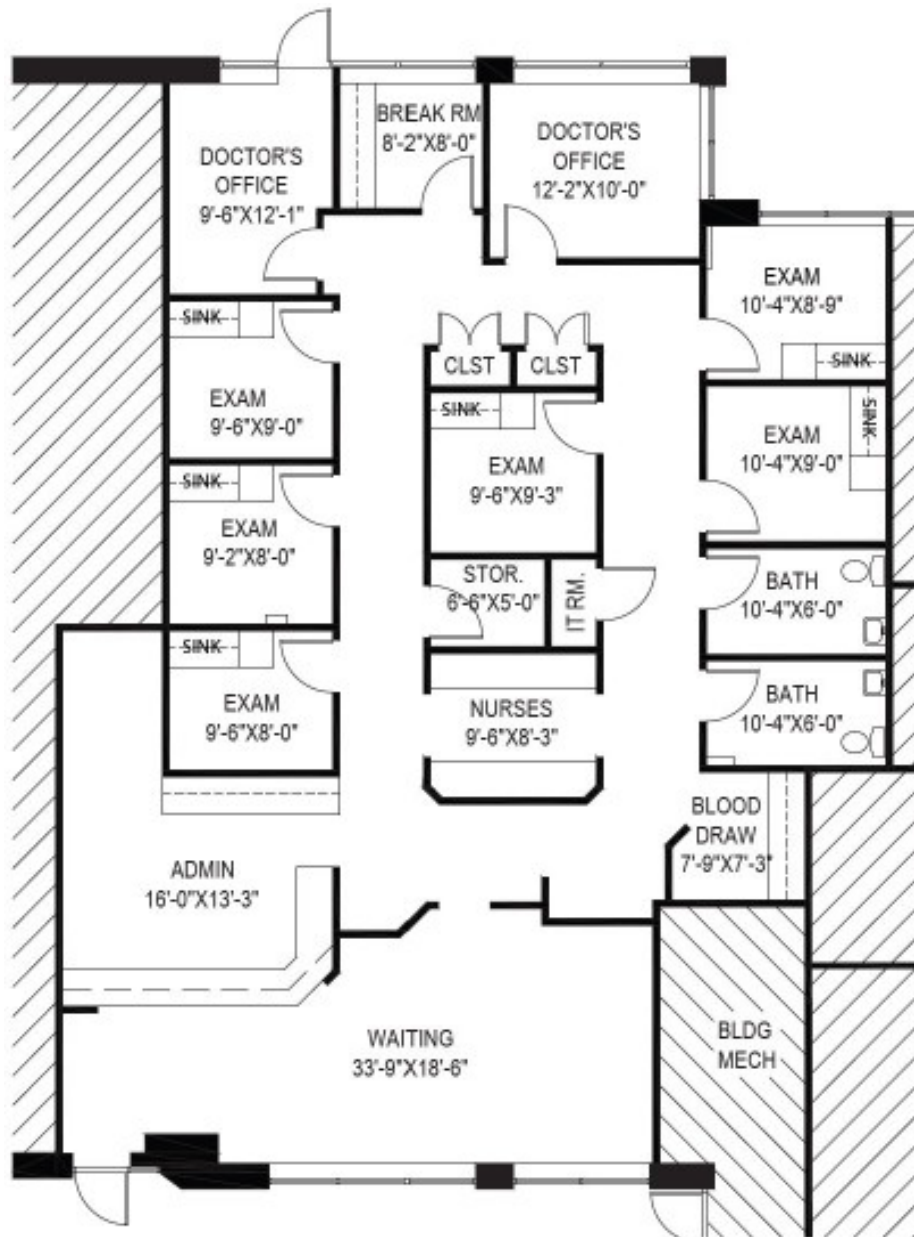 BREAK RM
8'-2"X8'-0"
DOCTOR'S
OFFICE
9'-6"X12'-1"
DOCTOR'S
OFFICE
12'-2"X10'-0"
EXAM
10'-4"X8'-9"
SINK
SINK
EXAM
9'-6"X9'-0"
CLST
CLST
SINK
EXAM
9'-6"X9'-3"
EXAM
10'-4"X9'-0"
SINK
SINK
EXAM
9'-2"X8'-0"
STOR.
6'-6"X5'-0"
IT RM.
BATH
10'-4"X6'-0"
SINK
EXAM
9'-6"X8'-0"
NURSES
9'-6"X8'-3"
BATH
10'-4"X6'-0"
BLOOD
DRAW
7'-9"X7'-3"
ADMIN
16'-0"X13'-3"
WAITING
33'-9"X18'-6"
BLDG
MECH